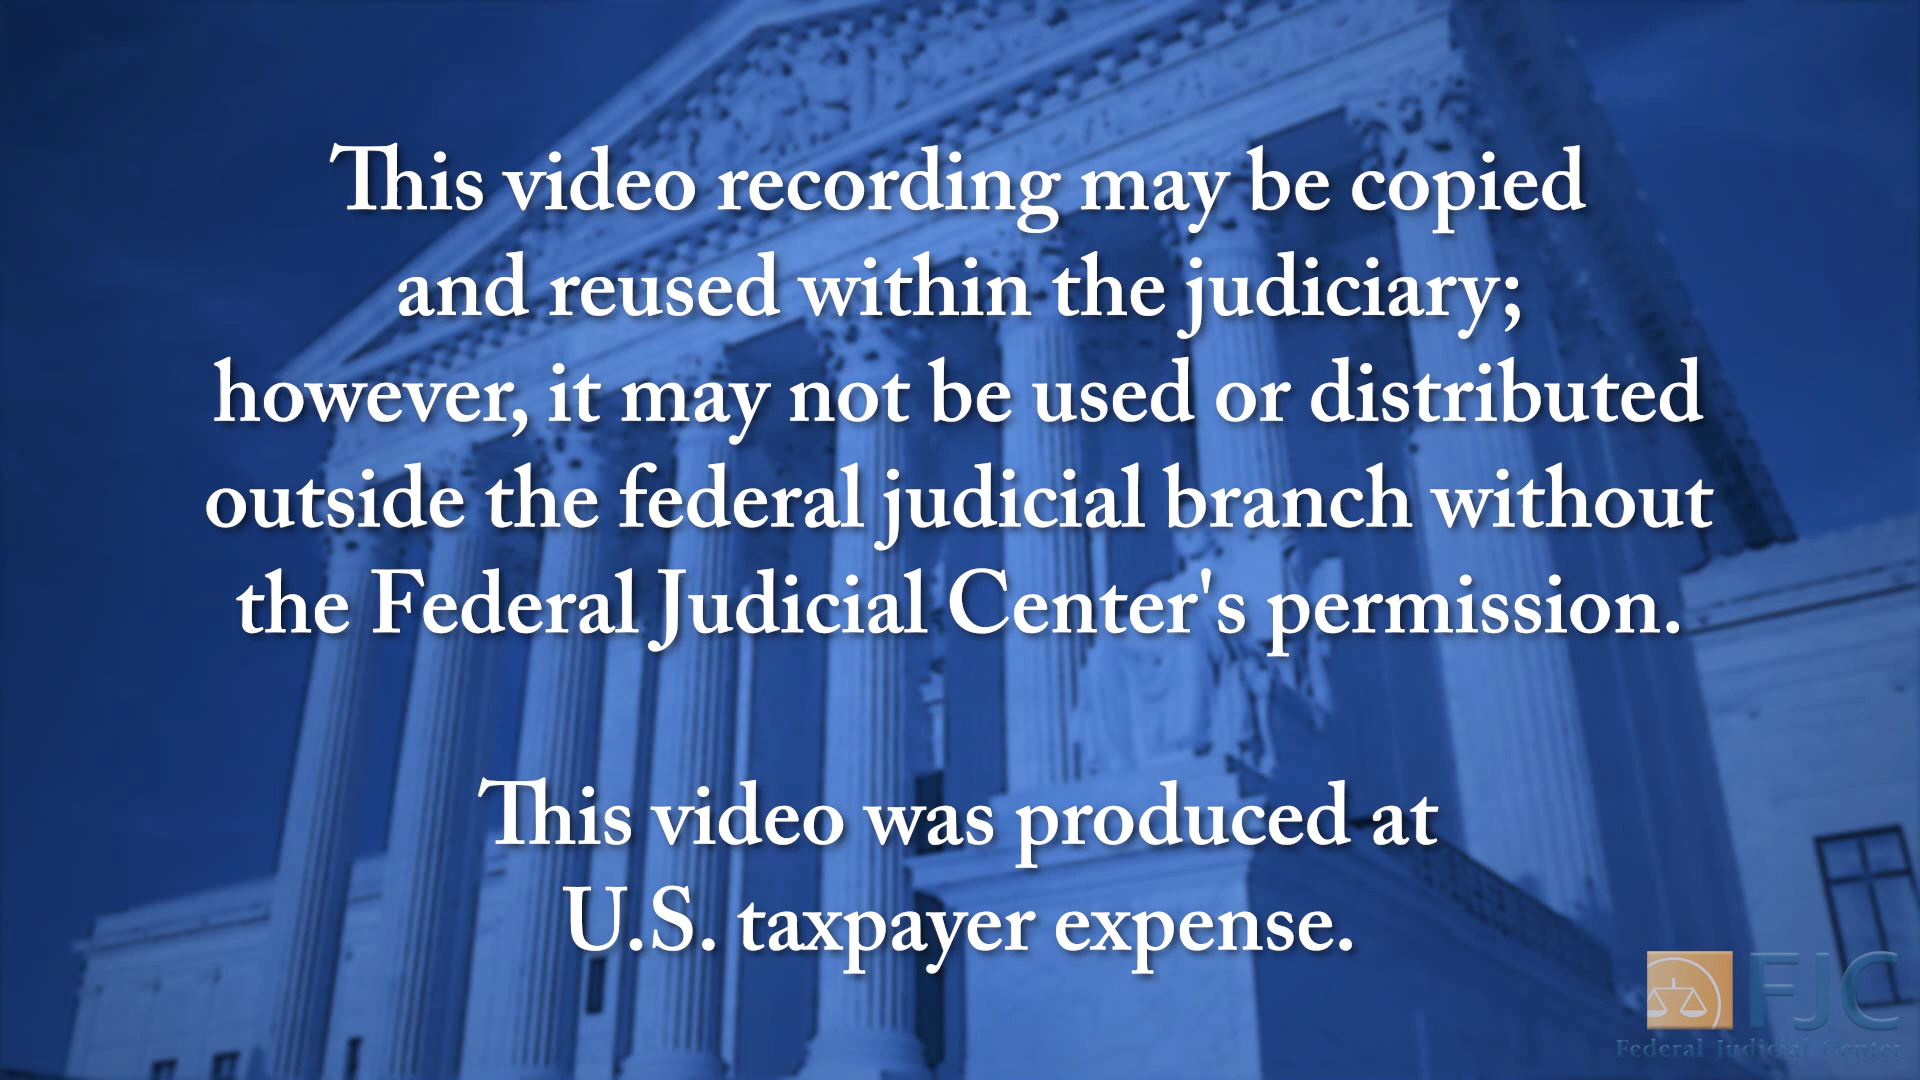 This video recording may be copied
and reused within the judiciary;
however, it may not be used or distributed
outside the federal judicial branch without
the Federal Judicial Center's permission.
This video was produced at
U.S. taxpayer expense.
FJC
Federal Judicial Center